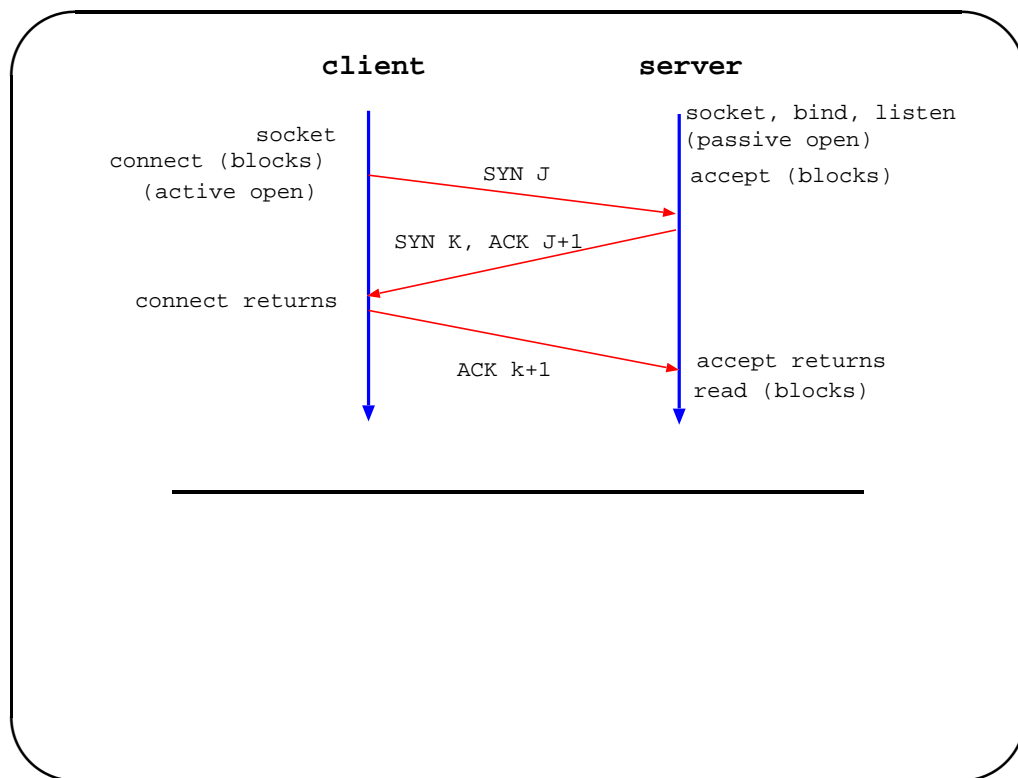 client
server
socket, bind, listen
(passive open)
socket
connect (blocks)
(active open)
SYN J
accept (blocks)
SYN K, ACK J+1
connect returns
ACK k+1
accept returns
read (blocks)